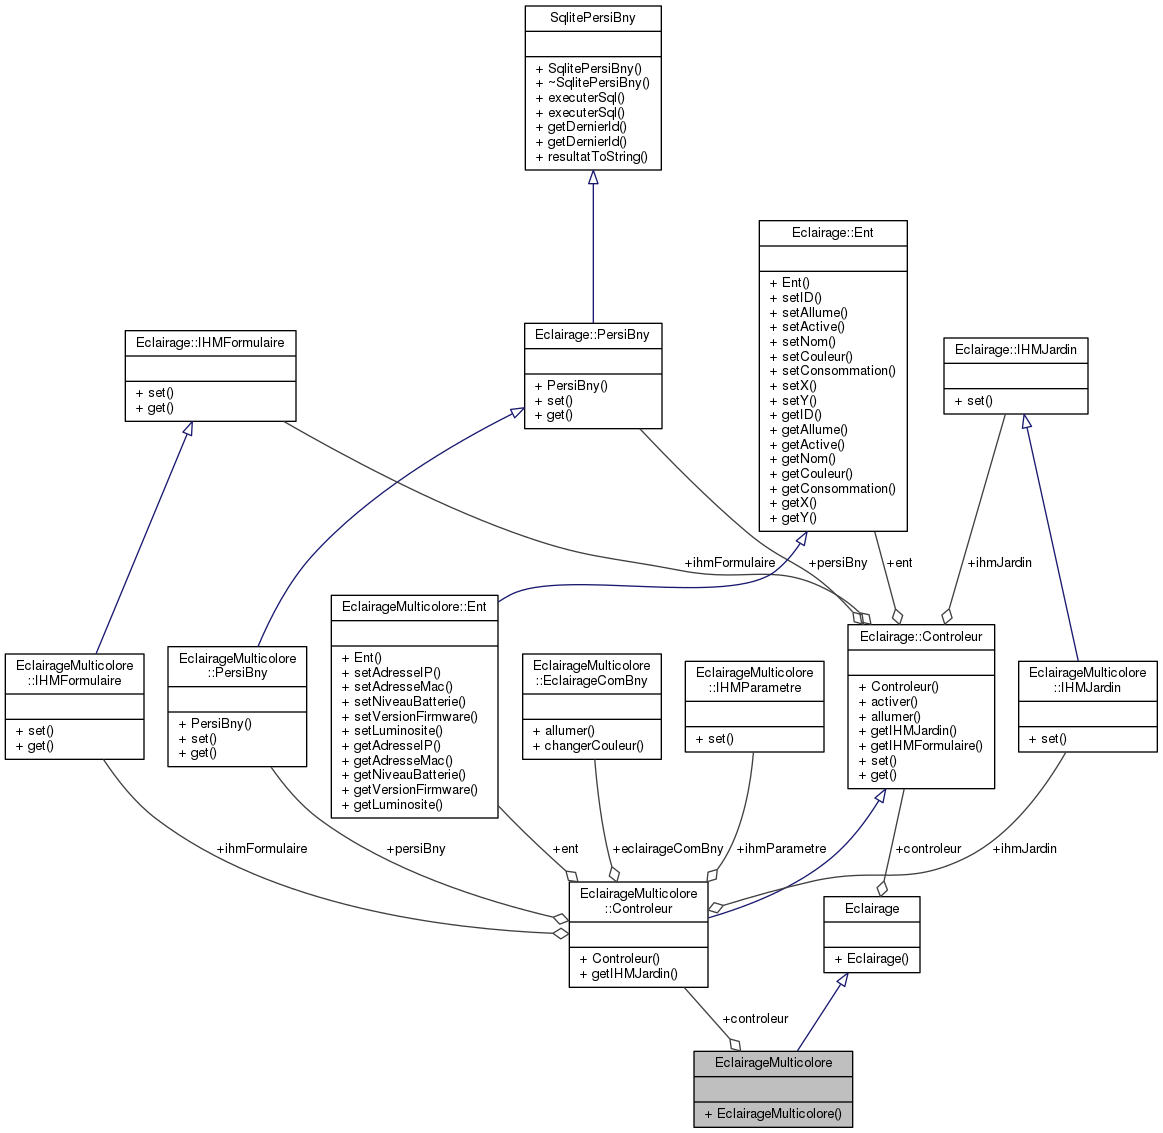 SqlitePersiBny
+ SqlitePersiBny()
+ ~SqlitePersiBny()
+ executerSql()
+ executerSql()
+ getDernierId()
+ getDernierId()
+ resultatToString()
Eclairage::Ent
+ Ent()
+ setID()
+ setAllume()
+ setActive()
+ setNom()
+ setCouleur()
+ setConsommation()
+ setX()
+ setY()
+ getID()
+ getAllume()
+ getActive()
+ getNom()
+ getCouleur()
+ getConsommation()
+ getX()
+ getY()
Eclairage::IHMFormulaire
+ set()
+ get()
Eclairage::PersiBny
+ PersiBny()
+ set()
+ get()
Eclairage::IHMJardin
+ set()
+ihmFormulaire
+persiBny
+ent
+ihmJardin
EclairageMulticolore
::IHMFormulaire
+ set()
+ get()
EclairageMulticolore
::PersiBny
+ PersiBny()
+ set()
+ get()
EclairageMulticolore::Ent
+ Ent()
+ setAdresseIP()
+ setAdresseMac()
+ setNiveauBatterie()
+ setVersionFirmware()
+ setLuminosite()
+ getAdresseIP()
+ getAdresseMac()
+ getNiveauBatterie()
+ getVersionFirmware()
+ getLuminosite()
EclairageMulticolore
::EclairageComBny
+ allumer()
+ changerCouleur()
EclairageMulticolore
::IHMParametre
+ set()
Eclairage::Controleur
+ Controleur()
+ activer()
+ allumer()
+ getIHMJardin()
+ getIHMFormulaire()
+ set()
+ get()
EclairageMulticolore
::IHMJardin
+ set()
+ihmFormulaire
+persiBny
+ent
+eclairageComBny
+ihmParametre
+controleur
+ihmJardin
EclairageMulticolore
::Controleur
+ Controleur()
+ getIHMJardin()
Eclairage
+ Eclairage()
+controleur
EclairageMulticolore
+ EclairageMulticolore()